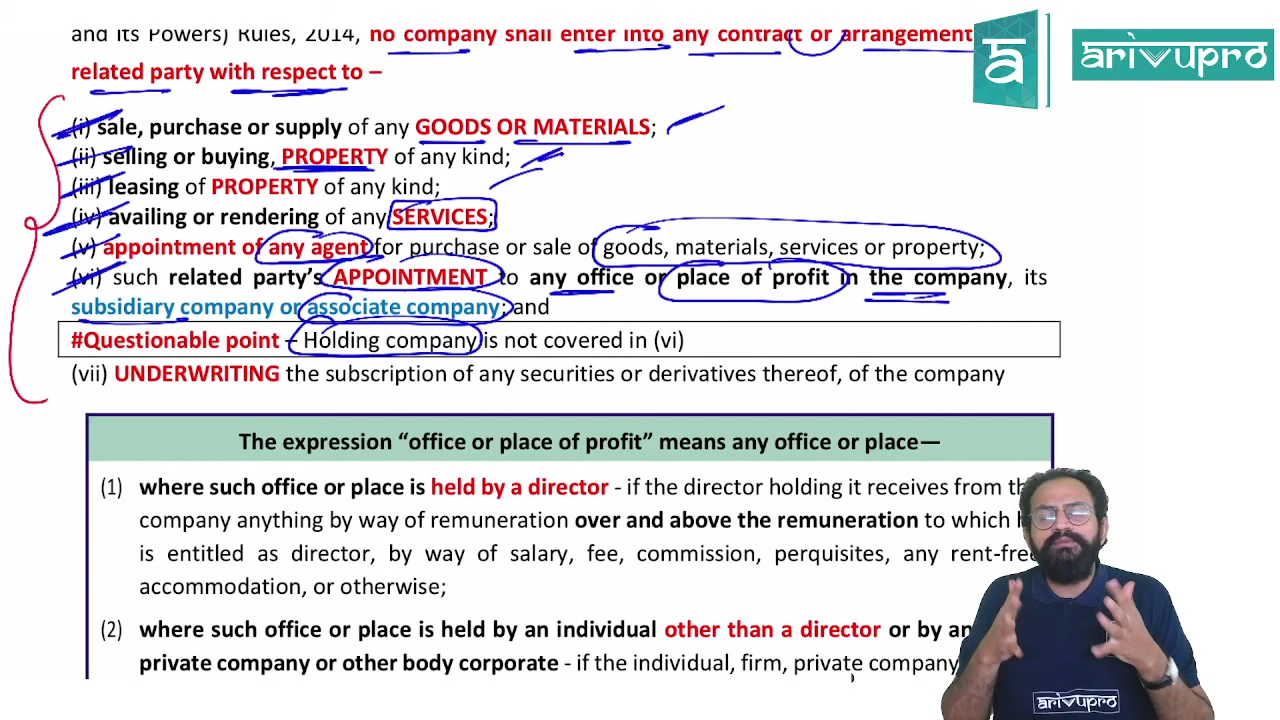 and its Powers) Rules, 2014, no company shall enter into any contract or arrangement
related party with respect to –
(i) sale, purchase or supply of any GOODS OR MATERIALS;
(ii) selling or buying, PROPERTY of any kind;
(iii) leasing of PROPERTY of any kind;
(iv) availing or rendering of any SERVICES;
(v) appointment of any agent for purchase or sale of goods, materials, services or property;
(vi) such related party's APPOINTMENT to any office or place of profit in the company, its
subsidiary company or associate company; and
#Questionable point – Holding company is not covered in (vi)
(vii) UNDERWRITING the subscription of any securities or derivatives thereof, of the company
The expression “office or place of profit” means any office or place—
(1) where such office or place is held by a director - if the director holding it receives from
company anything by way of remuneration over and above the remuneration to which
is entitled as director, by way of salary, fee, commission, perquisites, any rent-free
accommodation, or otherwise;
(2) where such office or place is held by an individual other than a director or by
private company or other body corporate - if the individual, firm, private company
arivupro
arivupro